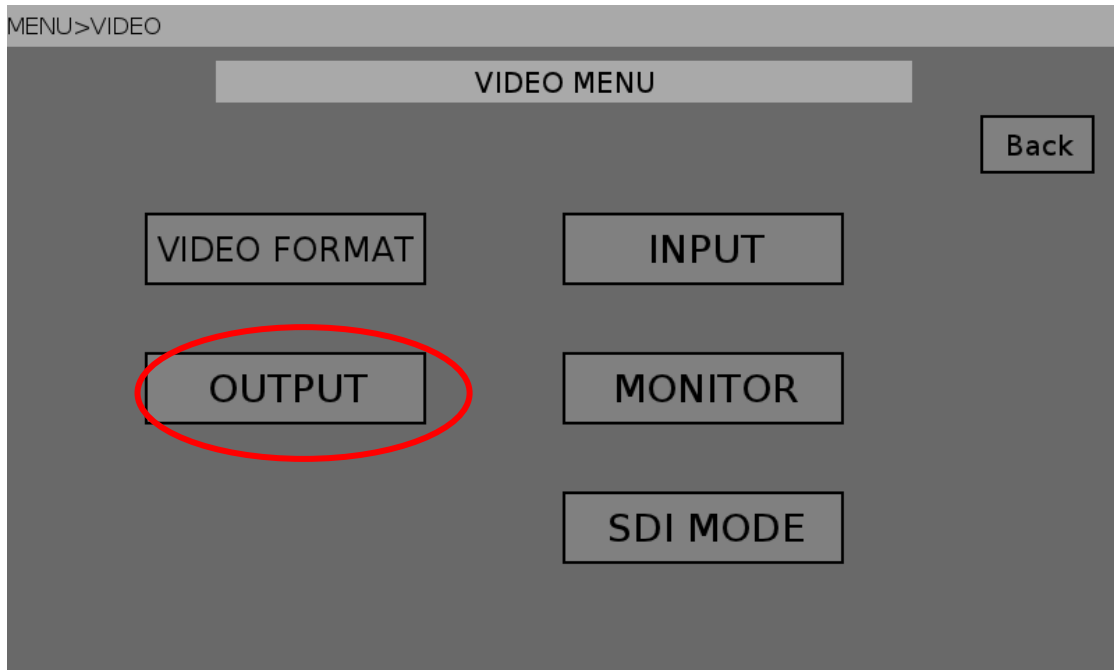 MENU>VIDEO
VIDEO MENU
Back
VIDEO FORMAT
INPUT
OUTPUT
MONITOR
SDI MODE